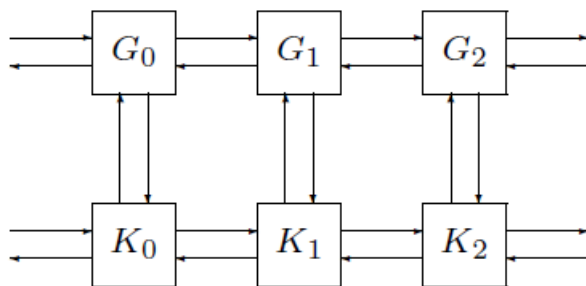 G₀ G₁ G₂
K₀ K₁ K₂